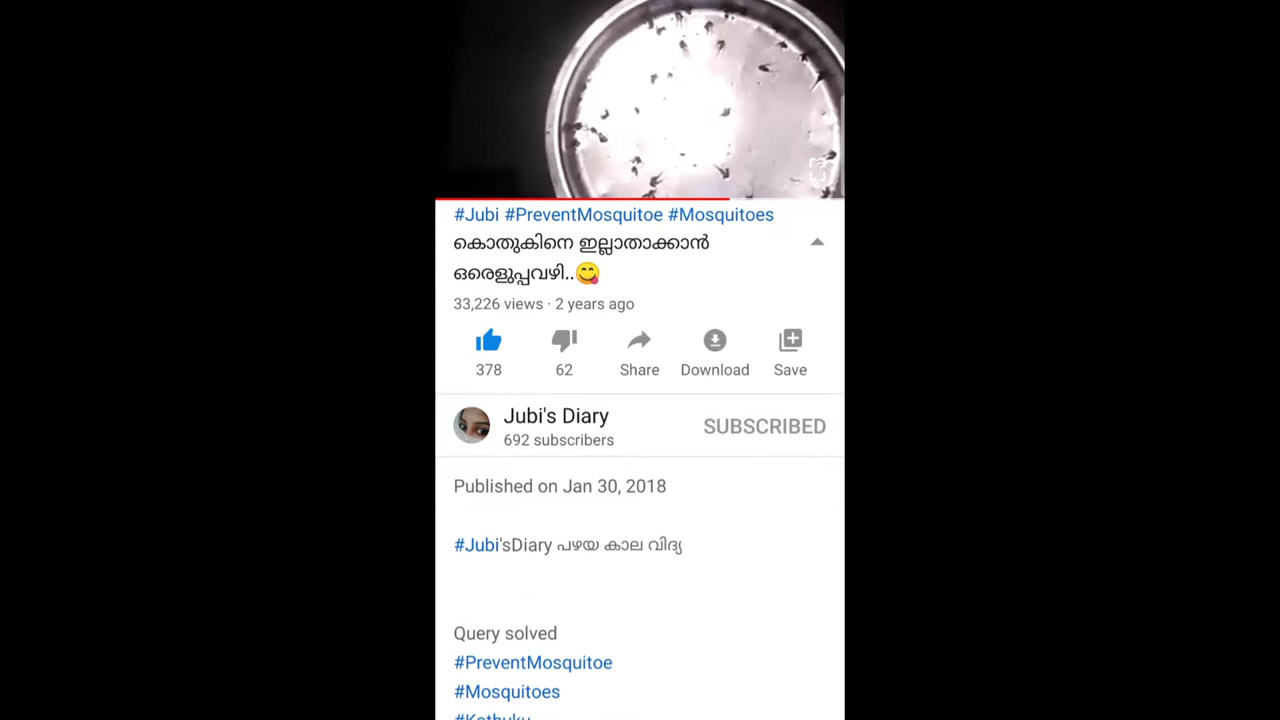 #Jubi #PreventMosquitoe #Mosquitoes
കൊതുകിനെ ഇല്ലാതാക്കാൻ
ഒരെളുപ്പവഴി..😋
33,226 views · 2 years ago
378
62
Share
Download
Save
Jubi's Diary
692 subscribers
SUBSCRIBED
Published on Jan 30, 2018
#Jubi'sDiary പഴയ കാല വിദ്യ
Query solved
#PreventMosquitoe
#Mosquitoes